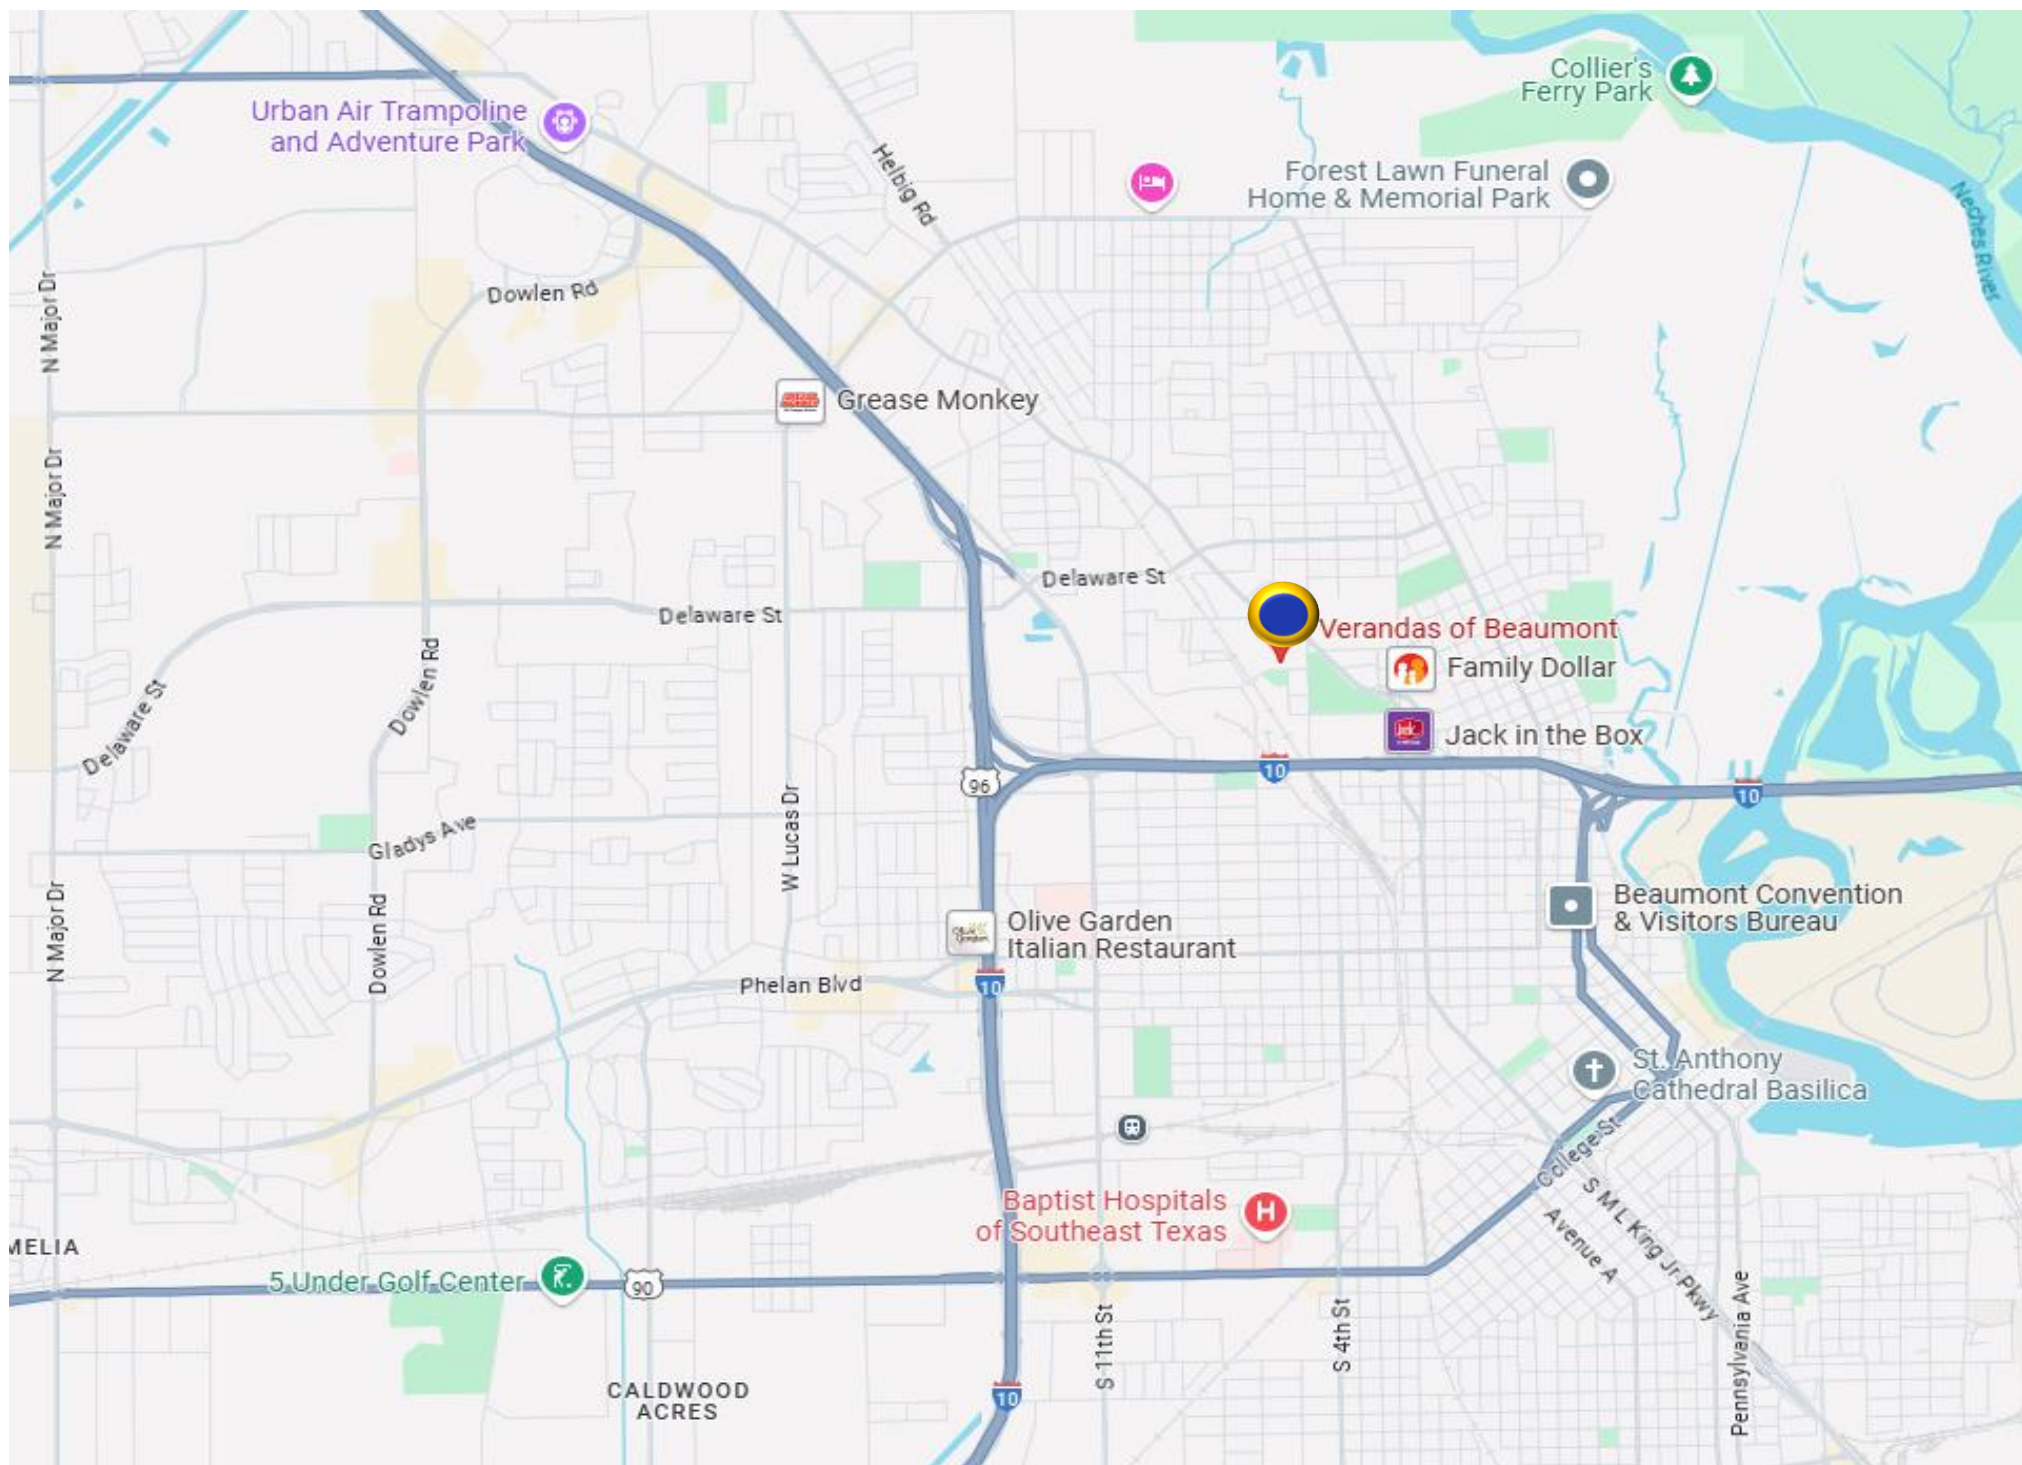 Collier's
Ferry Park
Urban Air Trampoline
and Adventure Park
Helbig Rd
Forest Lawn Funeral
Home & Memorial Park
Neches River
N Major Dr
Dowlen Rd
Grease Monkey
N Major Dr
Delaware St
Delaware St
Verandas of Beaumont
Family Dollar
Dowlen Rd
Delaware St
Jack in the Box
10
96
10
W Lucas Dr
Gladys Ave
N Major Dr
Dowlen Rd
Beaumont Convention
& Visitors Bureau
Olive Garden
Italian Restaurant
Phelan Blvd
10
St. Anthony
Cathedral Basilica
College St
Baptist Hospitals
of Southeast Texas
H
S M L King Jr Pkwy
Avenue A
MELIA
5 Under Golf Center
90
S 11th St
S 4th St
Pennsylvania Ave
CALDWOOD
ACRES
10